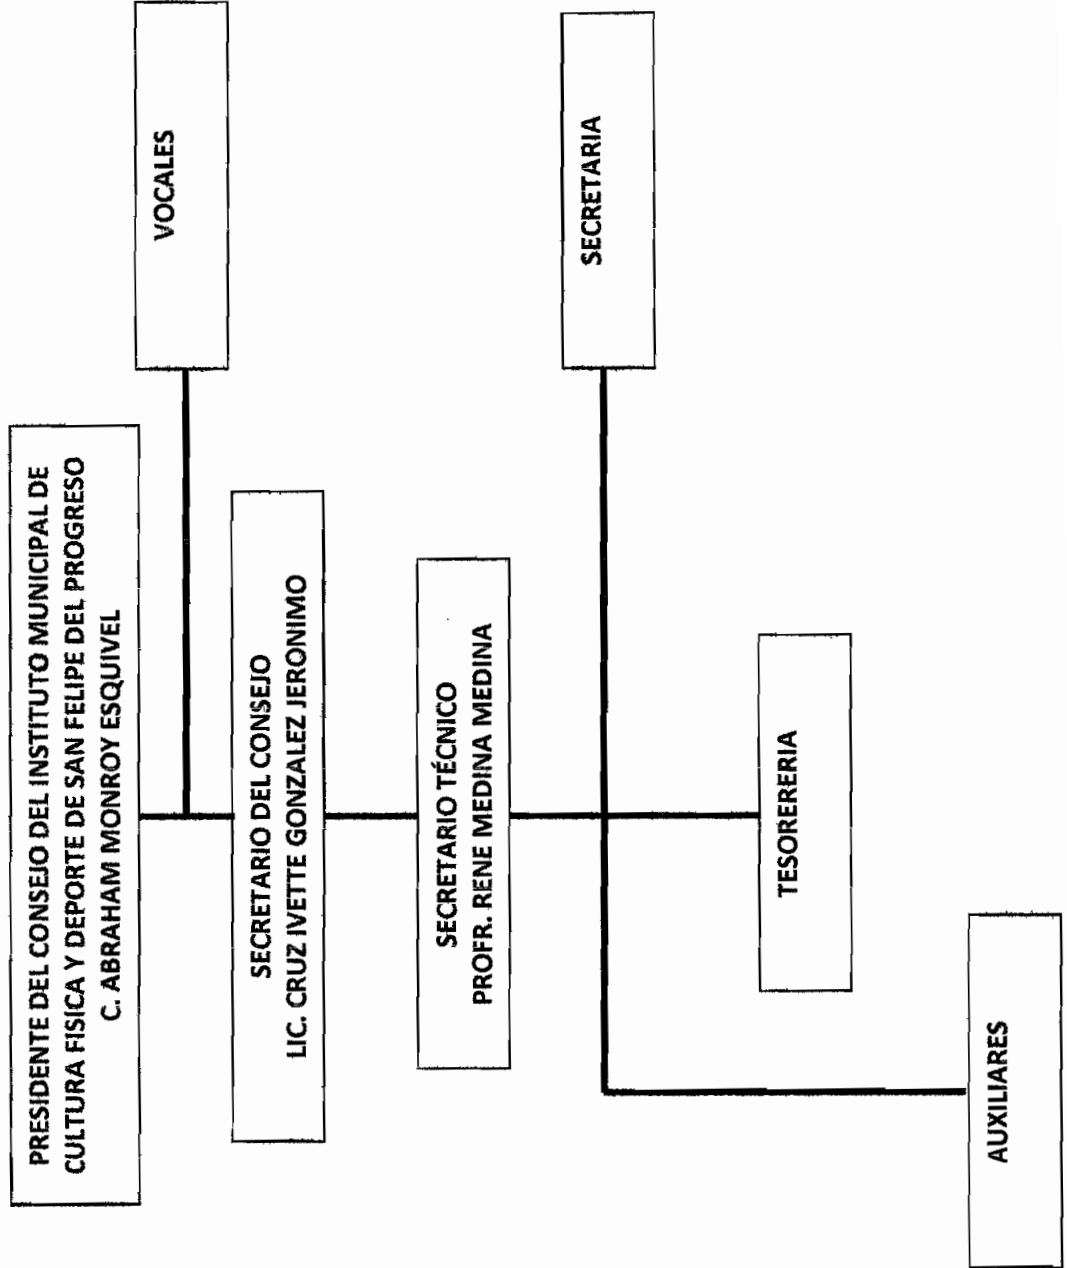 PRESIDENTE DEL CONSEJO DEL INSTITUTO MUNICIPAL DE
CULTURA FISICA Y DEPORTE DE SAN FELIPE DEL PROGRESO
C. ABRAHAM MONROY ESQUIVEL
VOCALES
SECRETARIO DEL CONSEJO
LIC. CRUZ IVETTE GONZALEZ JERONIMO
SECRETARIO TÉCNICO
PROFR. RENE MEDINA MEDINA
SECRETARIA
TESORERERIA
AUXILIARES